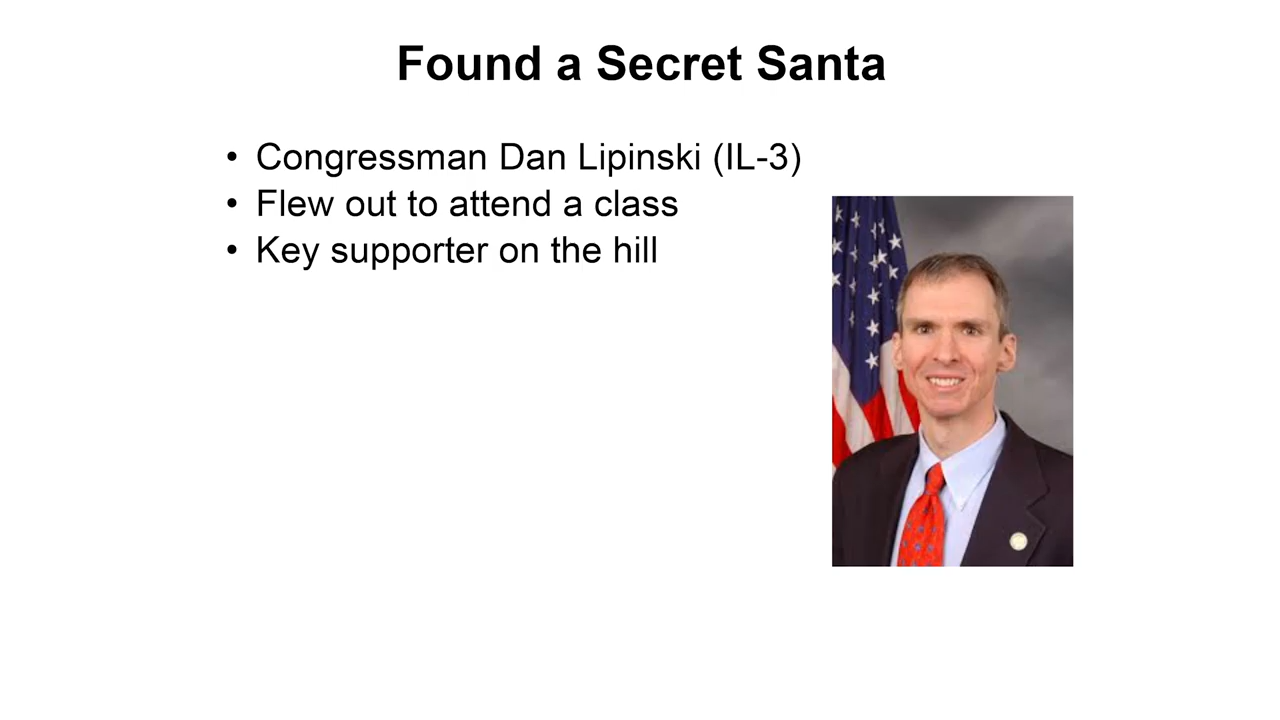 Found a Secret Santa
• Congressman Dan Lipinski (IL-3)
• Flew out to attend a class
• Key supporter on the hill